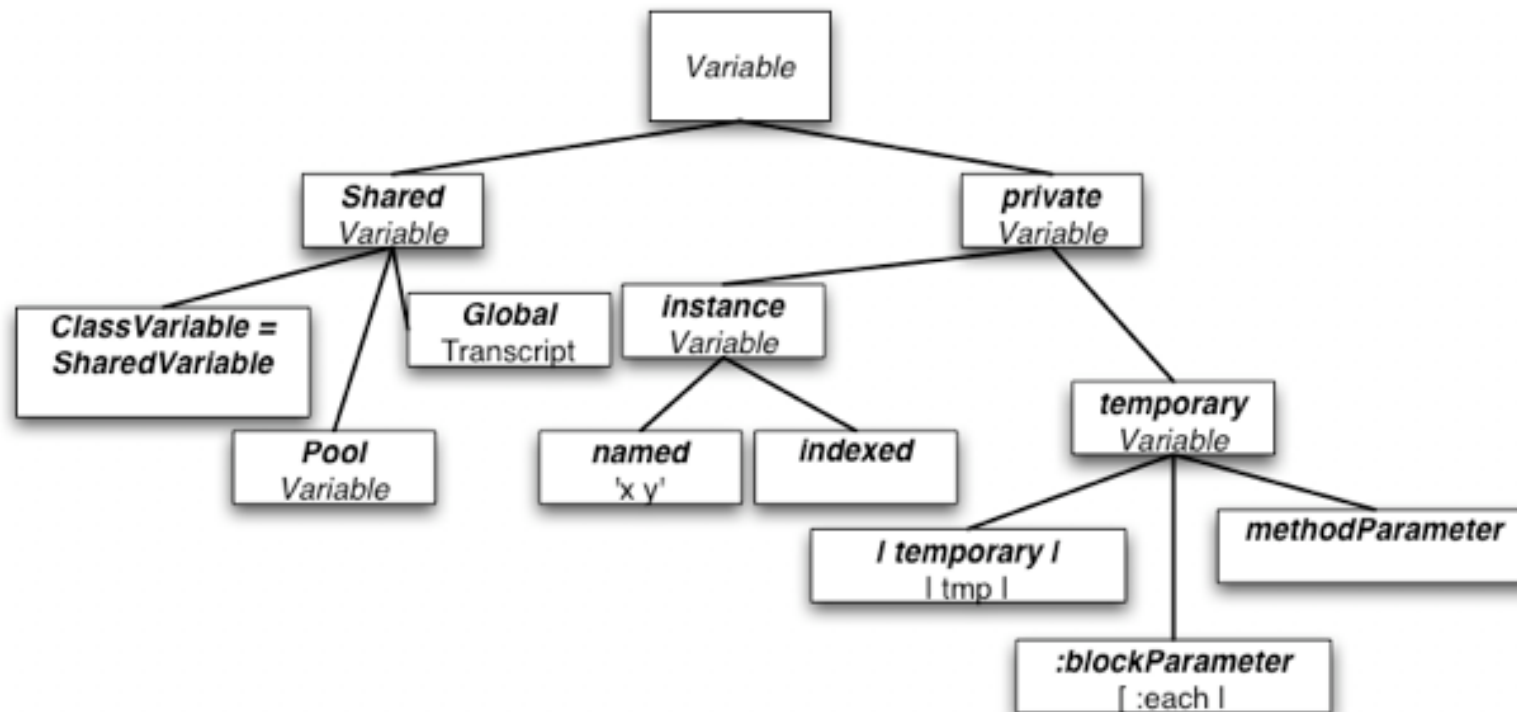 Variable
Shared
Variable
private
Variable
ClassVariable =
SharedVariable
Global
Transcript
Pool
Variable
instance
Variable
named
'x y'
indexed
temporary
Variable
| temporary |
| tmp |
methodParameter
:blockParameter
[ :each |